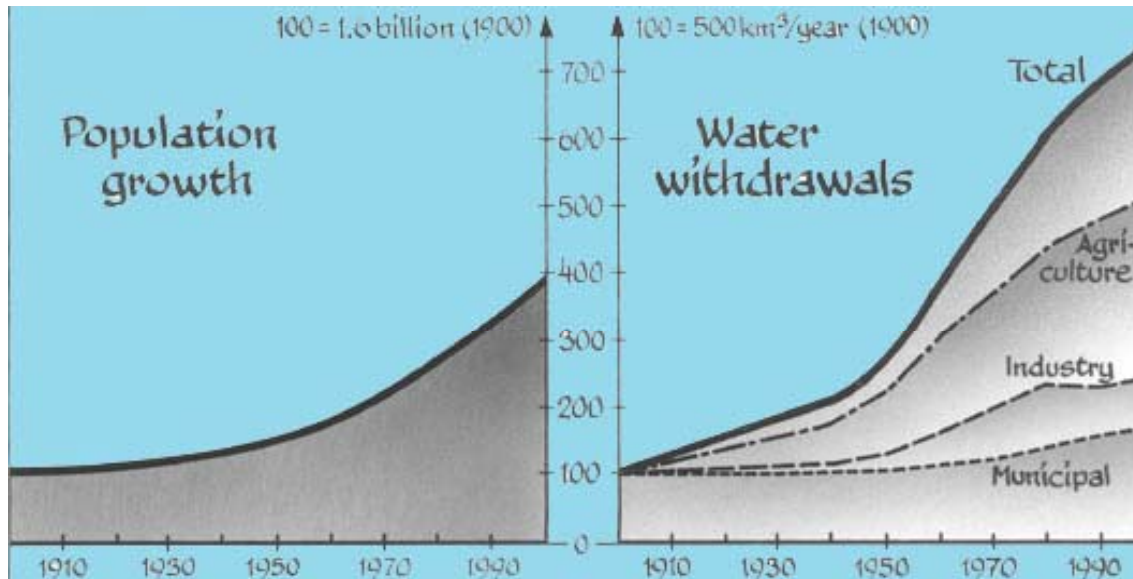 100 = 1.0 billion (1900)
100 = 500 km³/year (1900)
Population
growth
Water
withdrawals
Total
Agri-
culture
Industry
Municipal
700
600
500
400
300
200
100
0
1910 1930 1950 1970 1990
1910 1930 1950 1970 1990